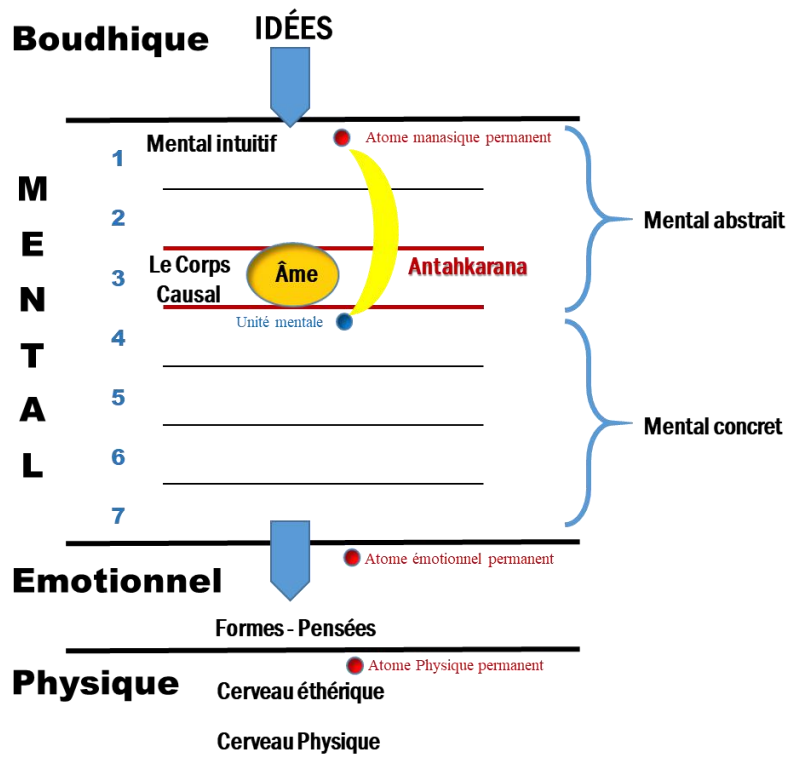 IDÉES
Boudhique
Mental intuitif
Atome manasique permanent
1
MENTAL
2
Mental abstrait
Le Corps
Causal
Âme
Antahkarana
3
Unité mentale
4
5
Mental concret
6
7
Atome émotionnel permanent
Emotionnel
Formes - Pensées
Atome Physique permanent
Physique
Cerveau éthérique
Cerveau Physique